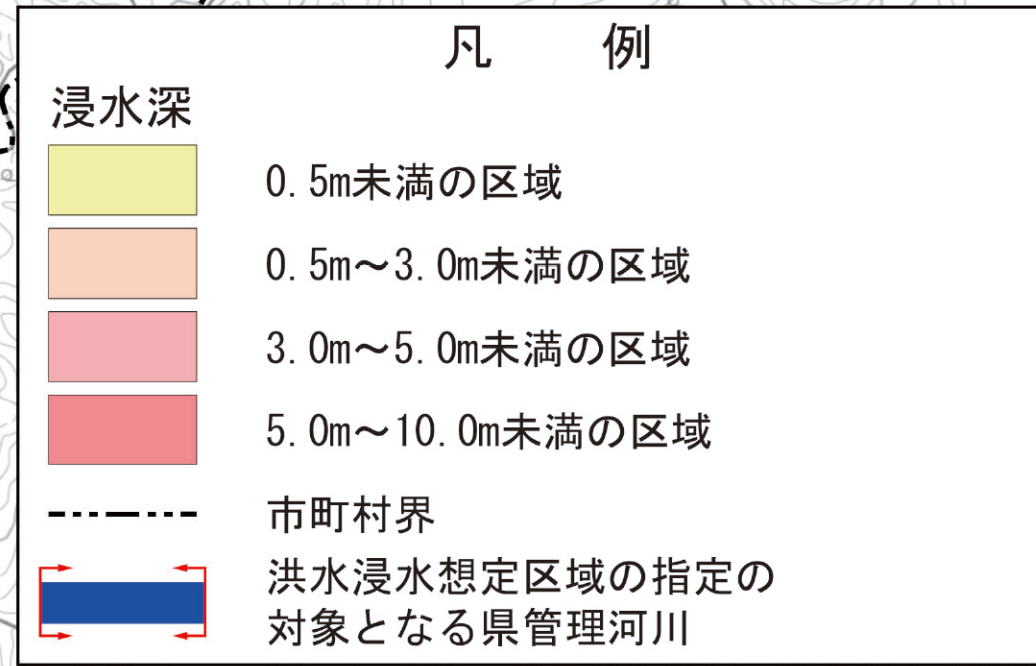 凡 例
浸水深
0.5m未満の区域
0.5m～3.0m未満の区域
3.0m～5.0m未満の区域
5.0m～10.0m未満の区域
市町村界
洪水浸水想定区域の指定の
対象となる県管理河川